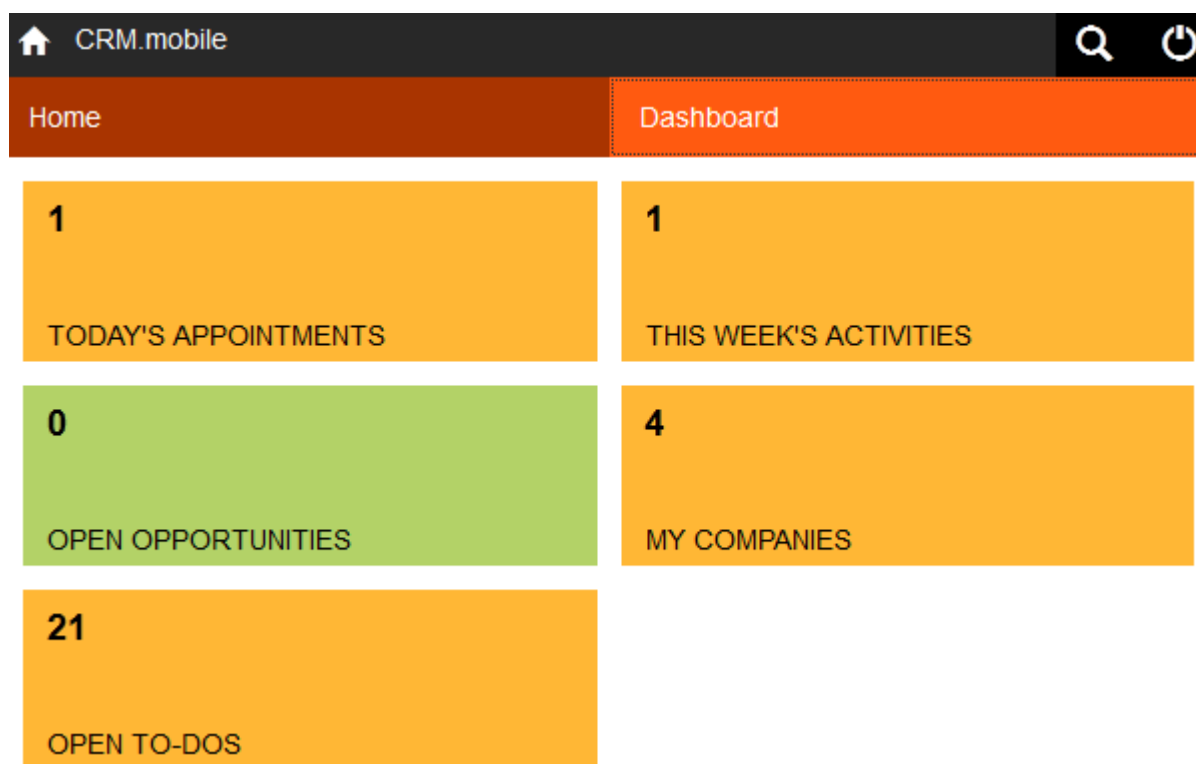 CRM.mobile
Home
Dashboard
1
TODAY'S APPOINTMENTS
1
THIS WEEK'S ACTIVITIES
0
OPEN OPPORTUNITIES
4
MY COMPANIES
21
OPEN TO-DOS